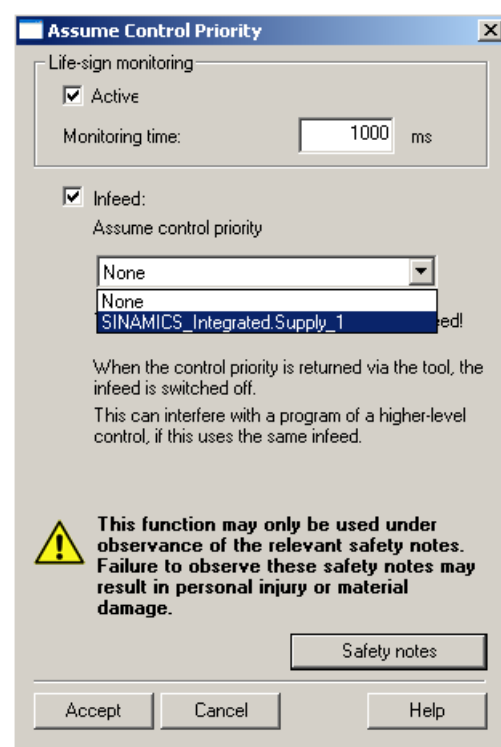 Assume Control Priority
Life-sign monitoring
Active
Monitoring time: 1000 ms
Infeed:
Assume control priority
None
None
SINAMICS_Integrated.Supply_1
When the control priority is returned via the tool, the
infeed is switched off.
This can interfere with a program of a higher-level
control, if this uses the same infeed.
This function may only be used under
observance of the relevant safety notes.
Failure to observe these safety notes may
result in personal injury or material
damage.
Safety notes
Accept Cancel Help